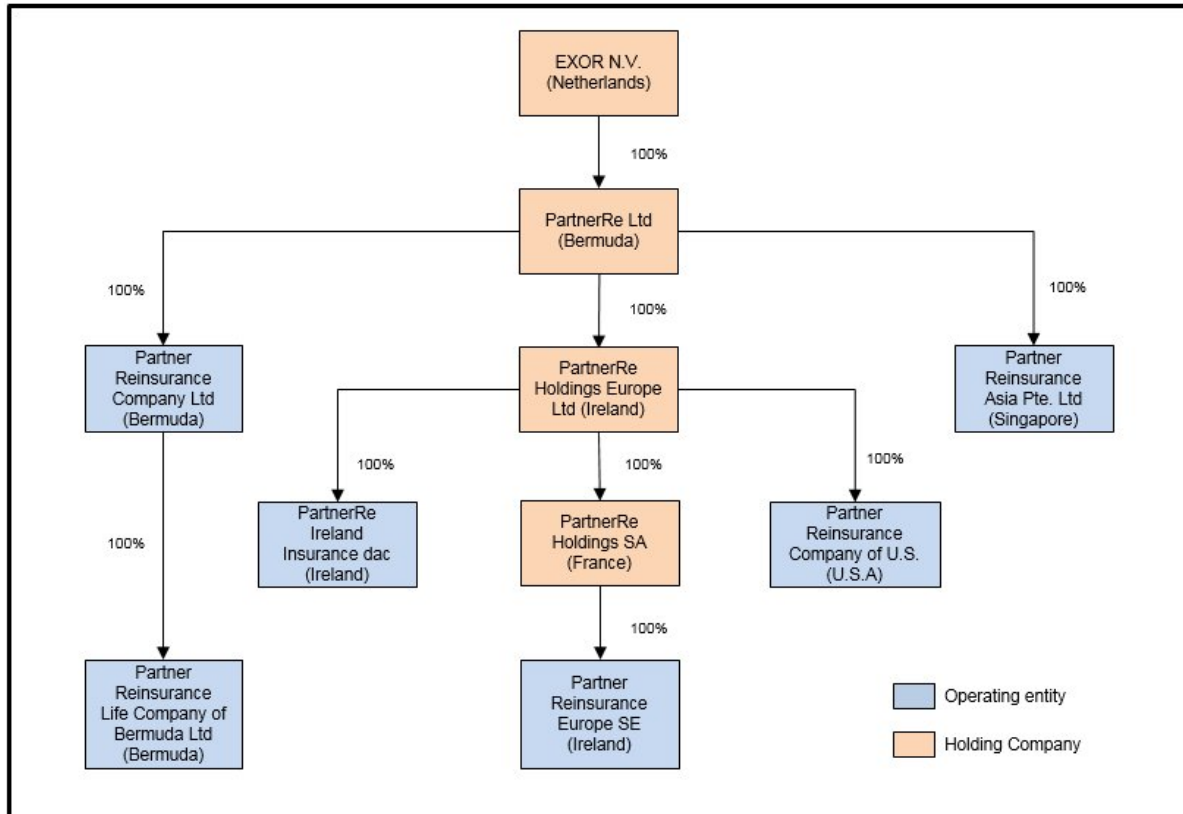 EXOR N.V.
(Netherlands)
100%
PartnerRe Ltd
(Bermuda)
100%
100%
100%
Partner
Reinsurance
Company Ltd
(Bermuda)
PartnerRe
Holdings Europe
Ltd (Ireland)
Partner
Reinsurance
Asia Pte. Ltd
(Singapore)
100%
100%
100%
100%
PartnerRe
Ireland
Insurance dac
(Ireland)
PartnerRe
Holdings SA
(France)
Partner
Reinsurance
Company of U.S.
(U.S.A)
100%
Partner
Reinsurance
Life Company of
Bermuda Ltd
(Bermuda)
Partner
Reinsurance
Europe SE
(Ireland)
Operating entity
Holding Company